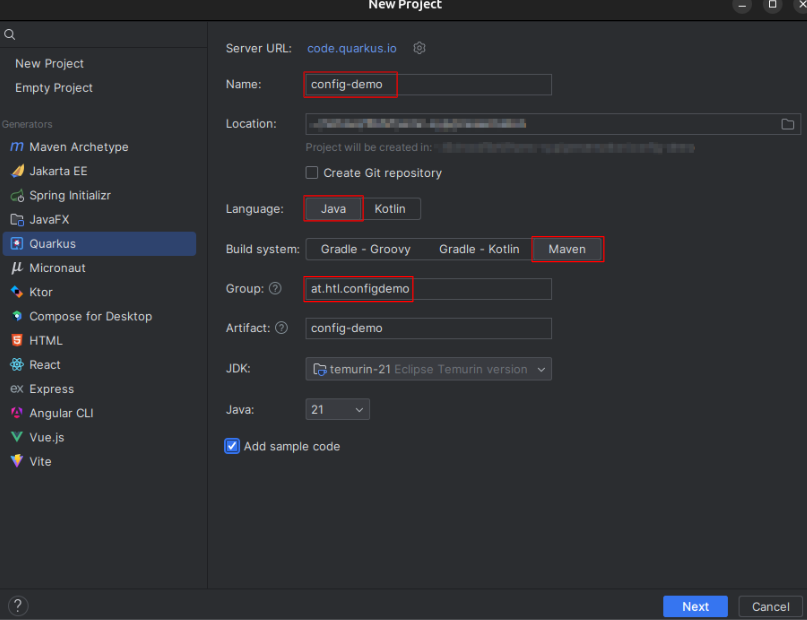 New Project
New Project
Empty Project
Generators
Maven Archetype
Jakarta EE
Spring Initializr
JavaFX
Quarkus
Micronaut
Ktor
Compose for Desktop
HTML
React
Express
Angular CLI
Vue.js
Vite
Server URL: code.quarkus.io
Name: config-demo
Location:
Project will be created in:
Create Git repository
Language: Java Kotlin
Build system: Gradle - Groovy Gradle - Kotlin Maven
Group: ? at.htl.configdemo
Artifact: ? config-demo
JDK: temurin-21 Eclipse Temurin version
Java: 21
Add sample code
? Next Cancel